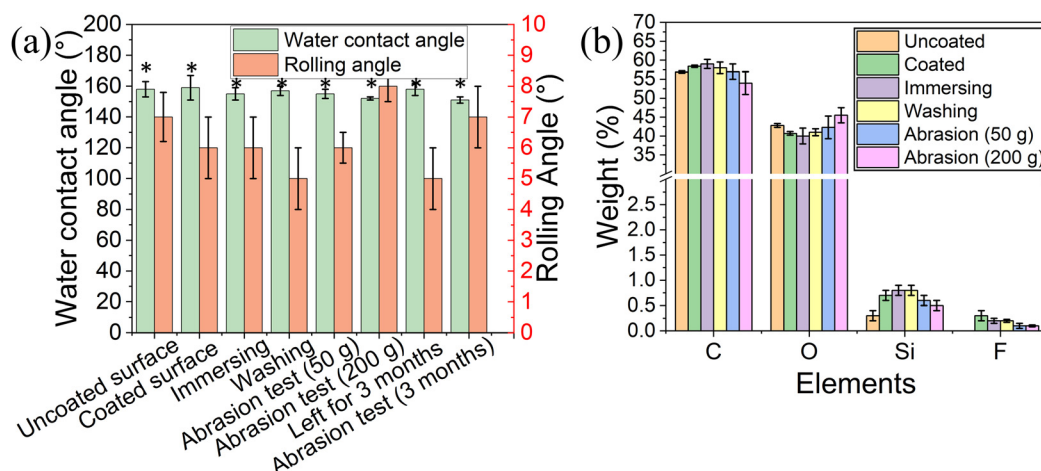 (a)
Water contact angle (°)
200
180
160
140
120
100
80
60
40
20
0
Water contact angle
Rolling angle
* * * * * * * *
10
9
8
7
6
5
4
3
2
1
0
Rolling Angle (°)
Uncoated surface
Coated surface
Immersing
Washing
Abrasion test (50 g)
Abrasion test (200 g)
Left for 3 months
Abrasion test (3 months)
(b)
Weight (%)
70
65
60
55
50
45
40
35
2.5
2.0
1.5
1.0
0.5
0.0
Uncoated
Coated
Immersing
Washing
Abrasion (50 g)
Abrasion (200 g)
C O Si F
Elements